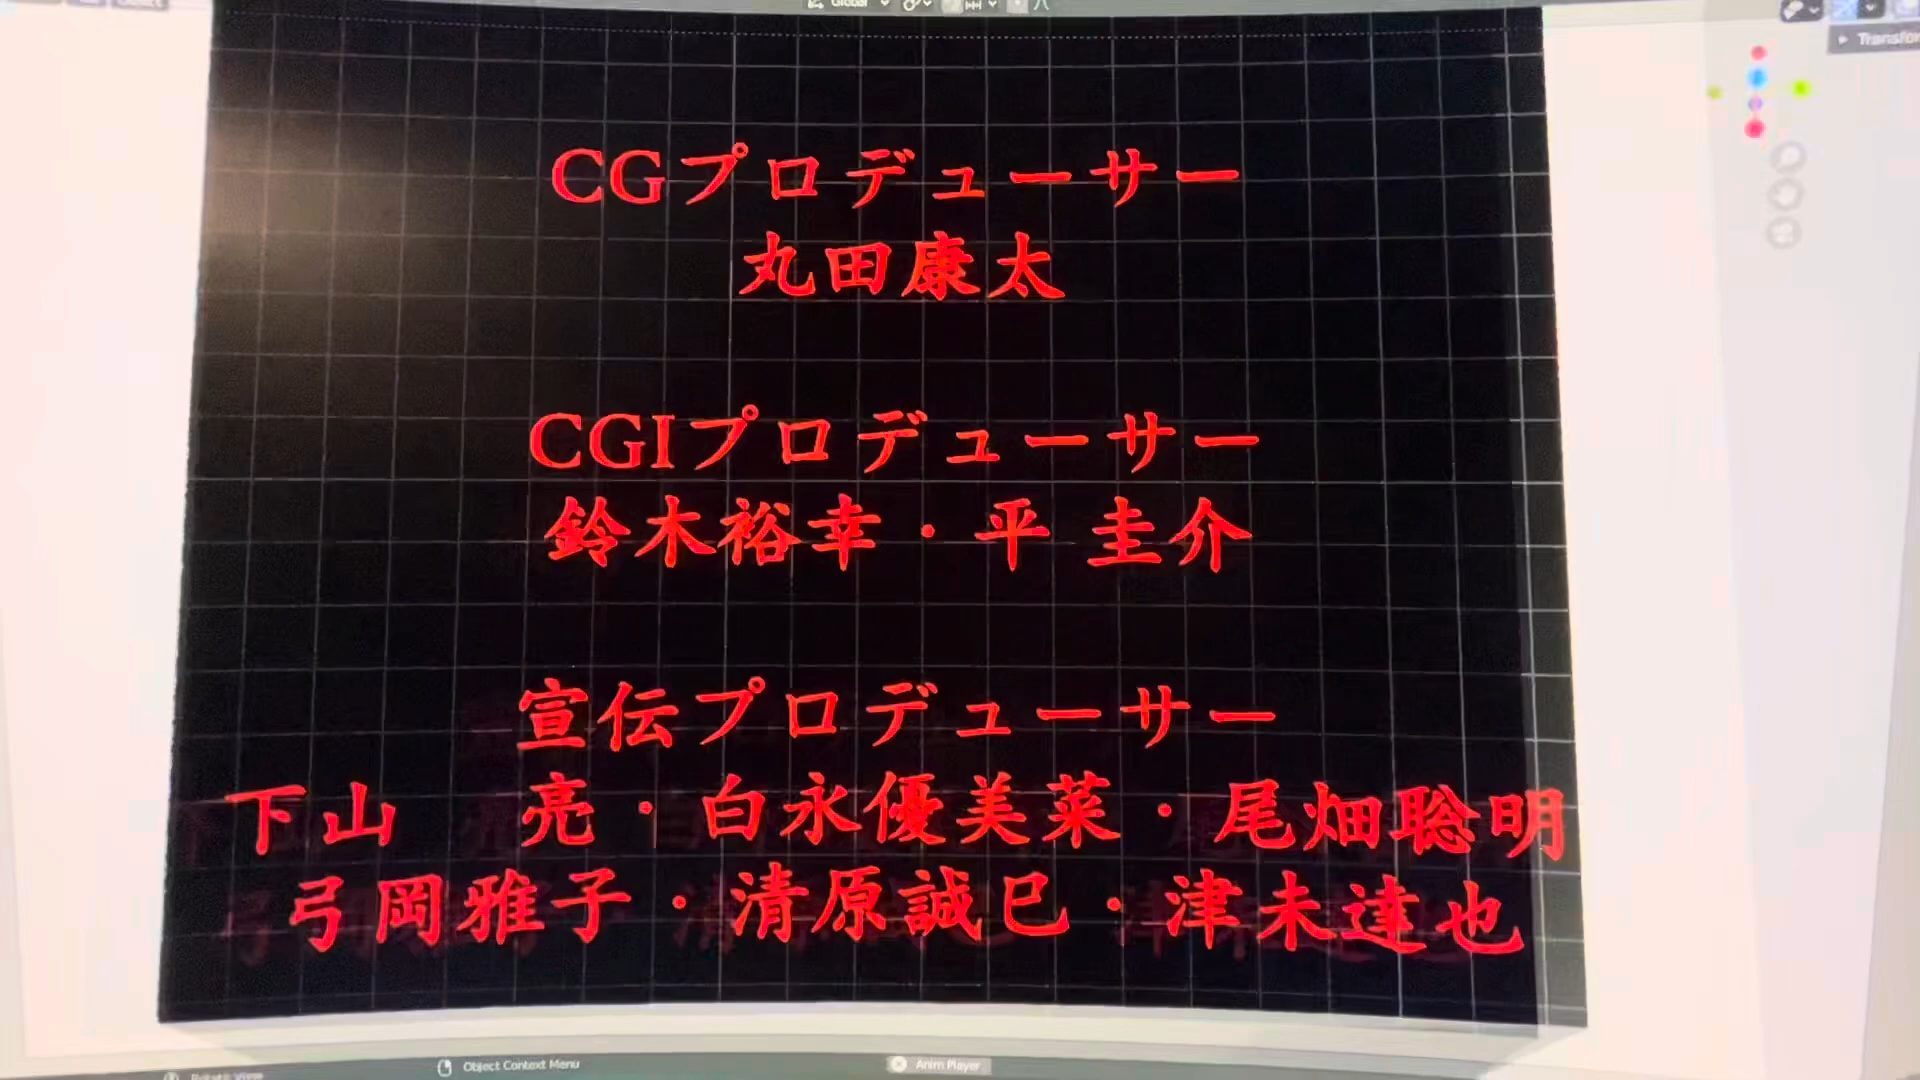 Global
Transfor
CGプロデューサー
丸田康太
CGIプロデューサー
鈴木裕幸・平 圭介
宣伝プロデューサー
下山 亮・白永優美菜・尾畑聡明
弓岡雅子・清原誠巳・津末達也
Object Context Menu
Anim Player